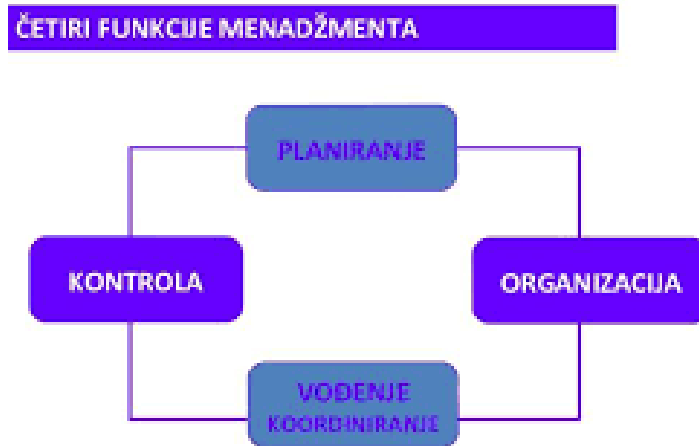 ČETIRI FUNKCIJE MENADŽMENTA
PLANIRANJE
KONTROLA
ORGANIZACIJA
VOĐENJE
KOORDINIRANJE